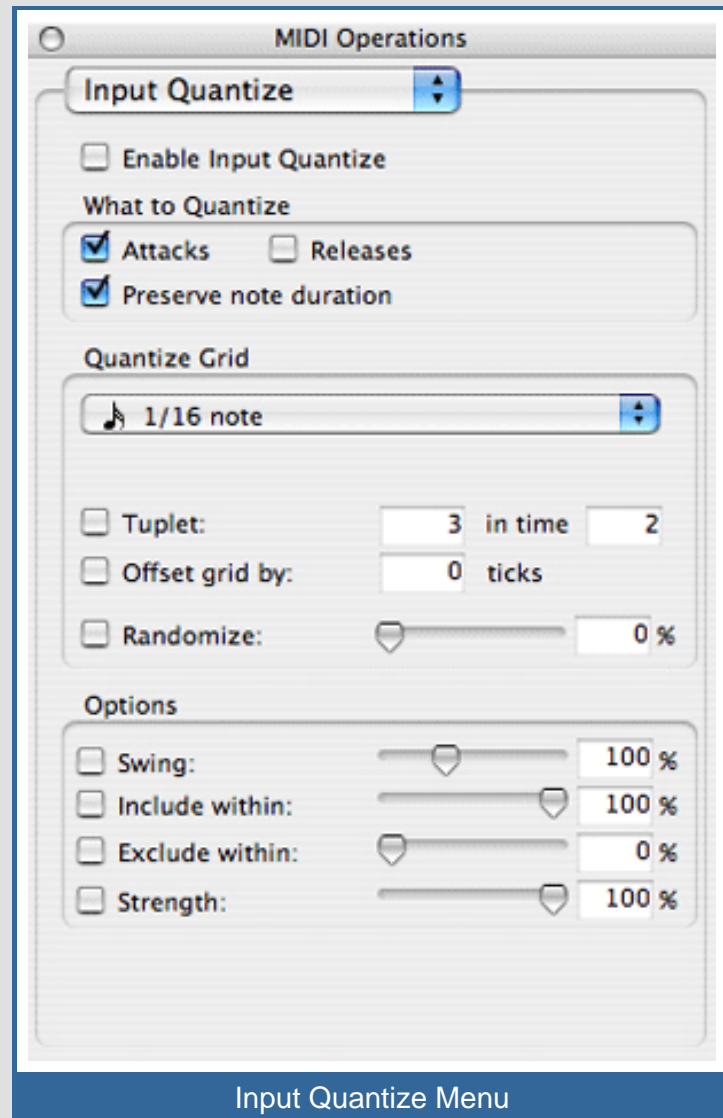 MIDI Operations
Input Quantize
Enable Input Quantize
What to Quantize
Attacks Releases
Preserve note duration
Quantize Grid
1/16 note
Tuplet: 3 in time 2
Offset grid by: 0 ticks
Randomize: 0 %
Options
Swing: 100 %
Include within: 100 %
Exclude within: 0 %
Strength: 100 %
Input Quantize Menu